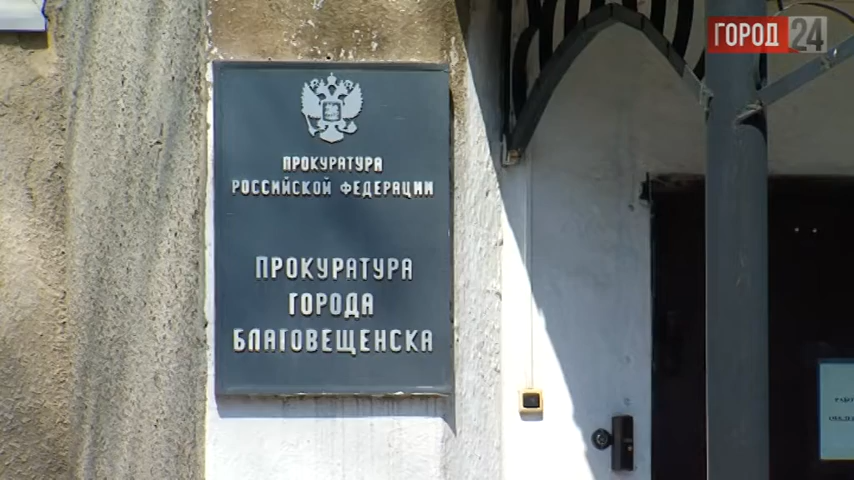 ГОРОД 24
ПРОКУРАТУРА
РОССИЙСКОЙ ФЕДЕРАЦИИ
ПРОКУРАТУРА
ГОРОДА
БЛАГОВЕЩЕНСКА